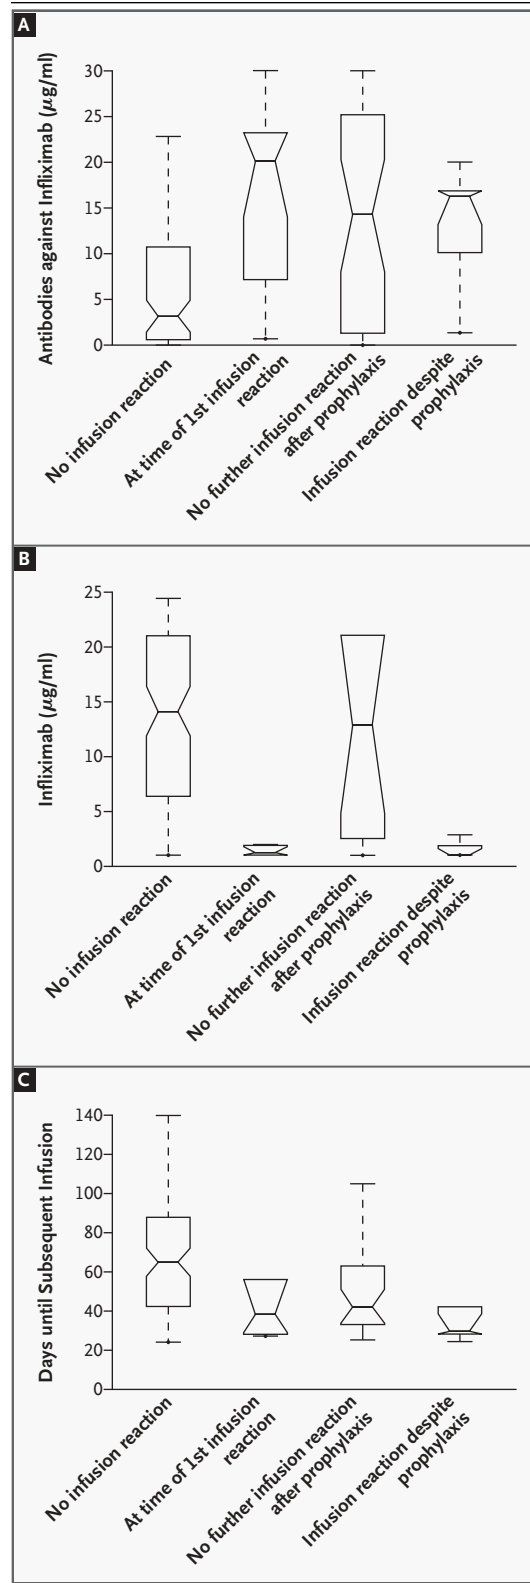 A
Antibodies against Infliximab (μg/ml)
30
25
20
15
10
5
0
No infusion reaction
At time of 1st infusion
reaction
No further infusion reaction
after prophylaxis
Infusion reaction despite
prophylaxis
B
Infliximab (μg/ml)
25
20
15
10
5
0
No infusion reaction
At time of 1st infusion
reaction
No further infusion reaction
after prophylaxis
Infusion reaction despite
prophylaxis
C
Days until Subsequent Infusion
140
120
100
80
60
40
20
0
No infusion reaction
At time of 1st infusion
reaction
No further infusion reaction
after prophylaxis
Infusion reaction despite
prophylaxis